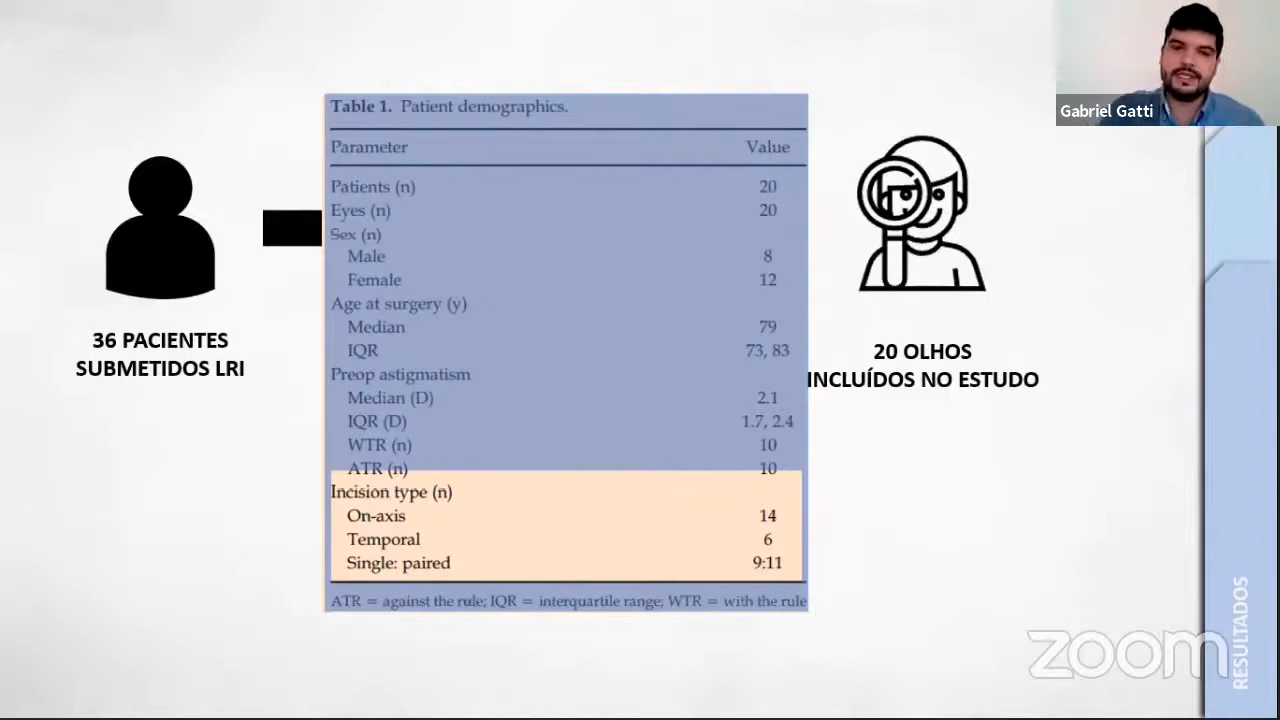 Gabriel Gatti
Table 1. Patient demographics.
Parameter Value
Patients (n) 20
Eyes (n) 20
Sex (n)
Male 8
Female 12
Age at surgery (y)
Median 79
IQR 73, 83
Preop astigmatism
Median (D) 2.1
IQR (D) 1.7, 2.4
WTR (n) 10
ATR (n) 10
Incision type (n)
On-axis 14
Temporal 6
Single: paired 9:11
ATR = against the rule; IQR = interquartile range; WTR = with the rule
36 PACIENTES
SUBMETIDOS LRI
20 OLHOS
INCLUÍDOS NO ESTUDO
RESULTADOS
zoom